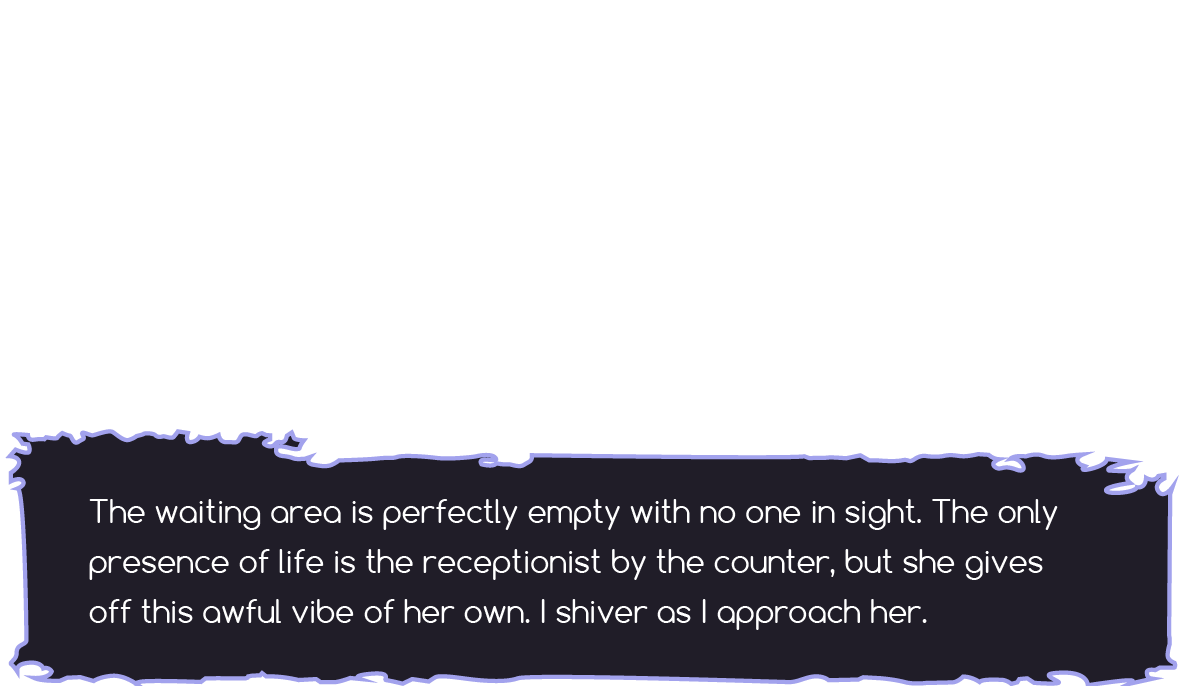 The waiting area is perfectly empty with no one in sight. The only
presence of life is the receptionist by the counter, but she gives
off this awful vibe of her own. I shiver as I approach her.